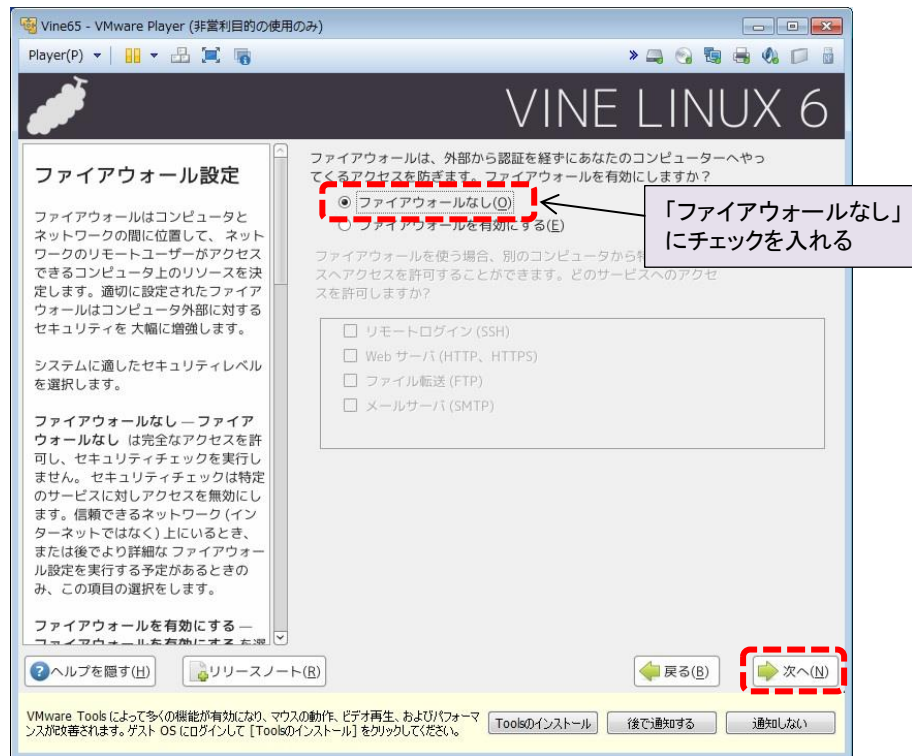 Vine65 - VMware Player (非営利目的の使用のみ)
Player(P)
VINE LINUX 6
ファイアウォール設定
ファイアウォールはコンピュータと
ネットワークの間に位置して、 ネット
ワークのリモートユーザーがアクセス
できるコンピュータ上のリソースを決
定します。適切に設定されたファイア
ウォールはコンピュータ外部に対する
セキュリティを 大幅に増強します。
システムに適したセキュリティレベル
を選択します。
ファイアウォールなし — ファイア
ウォールなし は完全なアクセスを許
可し、セキュリティチェックを実行し
ません。 セキュリティチェックは特定
のサービスに対しアクセスを無効にし
ます。信頼できるネットワーク (イン
ターネットではなく) 上にいるとき、
または後でより詳細な ファイアウォー
ル設定を実行する予定があるときの
み、この項目の選択をします。
ファイアウォールを有効にする —
ファイアウォールを有効にする を選
ファイアウォールは、外部から認証を経ずにあなたのコンピューターへやっ
てくるアクセスを防ぎます。ファイアウォールを有効にしますか？
ファイアウォールなし(O)
ファイアウォールを有効にする(E)
「ファイアウォールなし」
にチェックを入れる
ファイアウォールを使う場合、別のコンピュータから
スへアクセスを許可することができます。どのサービスへのアクセ
スを許可しますか?
リモートログイン (SSH)
Web サーバ (HTTP、HTTPS)
ファイル転送 (FTP)
メールサーバ (SMTP)
ヘルプを隠す(H)
リリースノート(R)
戻る(B)
次へ(N)
VMware Tools によって多くの機能が有効になり、マウスの動作、ビデオ再生、およびパフォーマ
ンスが改善されます。ゲスト OS にログインして [Toolsのインストール] をクリックしてください。
Toolsのインストール
後で通知する
通知しない